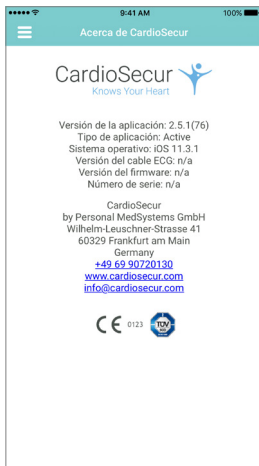 9:41 AM
100%
Acerca de CardioSecur
CardioSecur
Knows Your Heart
Versión de la aplicación: 2.5.1(76)
Tipo de aplicación: Active
Sistema operativo: iOS 11.3.1
Versión del cable ECG: n/a
Versión del firmware: n/a
Número de serie: n/a
CardioSecur
by Personal MedSystems GmbH
Wilhelm-Leuschner-Strasse 41
60329 Frankfurt am Main
Germany
+49 69 90720130
www.cardiosecur.com
info@cardiosecur.com
CE 0123 TÜV